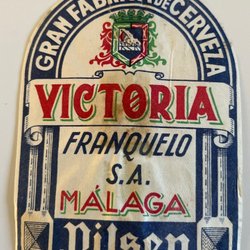 GRAN FABRICA DE CERVEZA
VICTORIA
FRANQUELO
S.A.
MÁLAGA
Pilsen